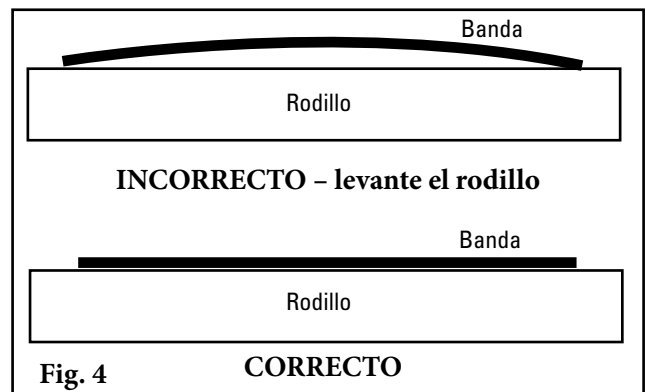 Banda
Rodillo
INCORRECTO – levante el rodillo
Banda
Rodillo
Fig. 4 CORRECTO